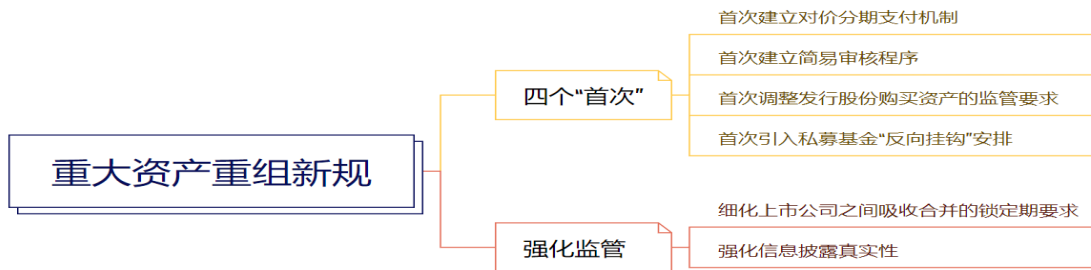 重大资产重组新规
四个“首次”
首次建立对价分期支付机制
首次建立简易审核程序
首次调整发行股份购买资产的监管要求
首次引入私募基金“反向挂钩”安排
强化监管
细化上市公司之间吸收合并的锁定期要求
强化信息披露真实性